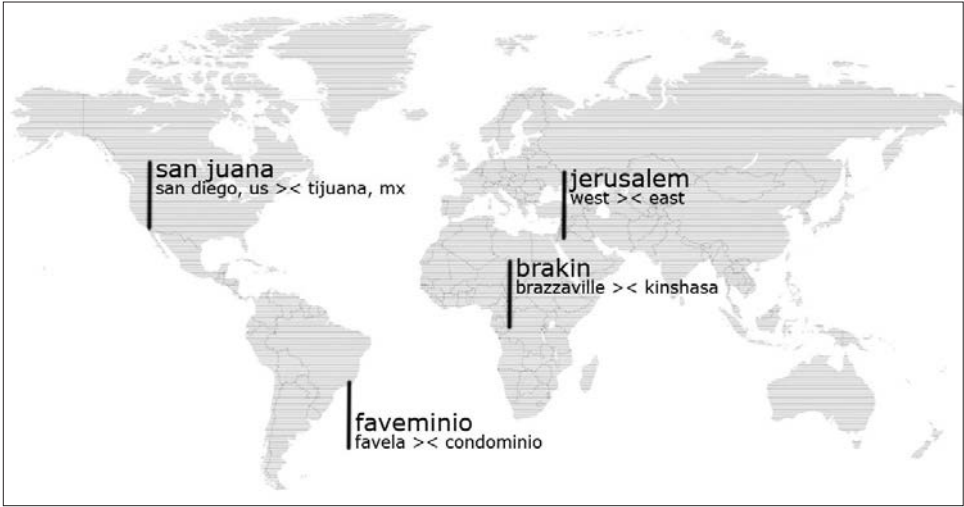 san juana
san diego, us >< tijuana, mx
jerusalem
west >< east
brakin
brazzaville >< kinshasa
faveminio
favela >< condominio